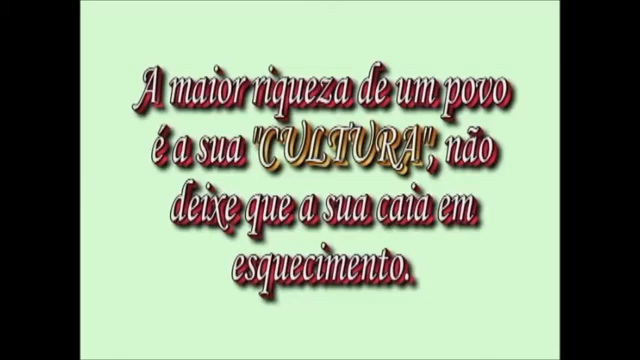 A maior riqueza de um povo
é a sua "CULTURA", não
deixe que a sua caia em
esquecimento.